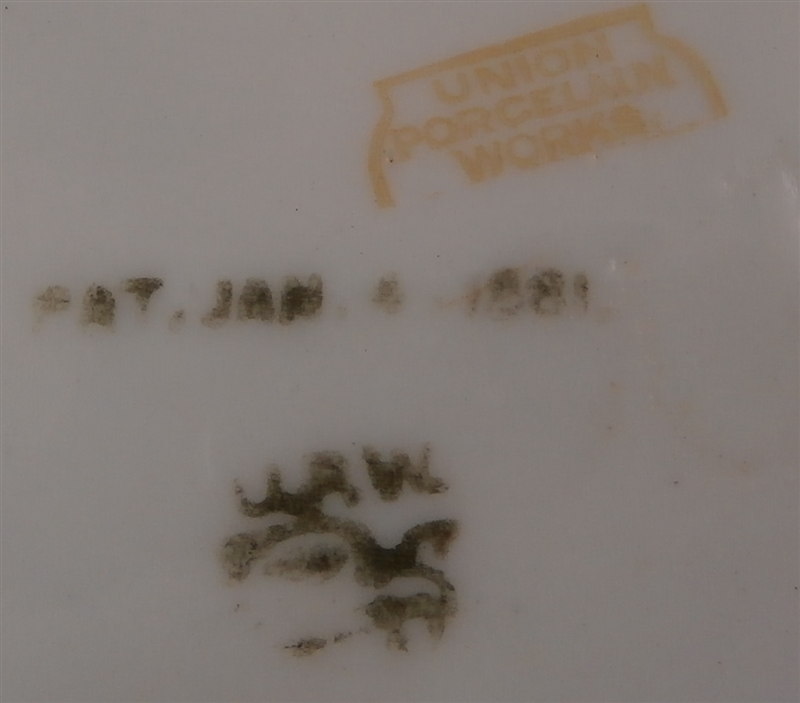 UNION
PORCELAIN
WORKS.
PAT. JAN. 4 1881
U.P.W.